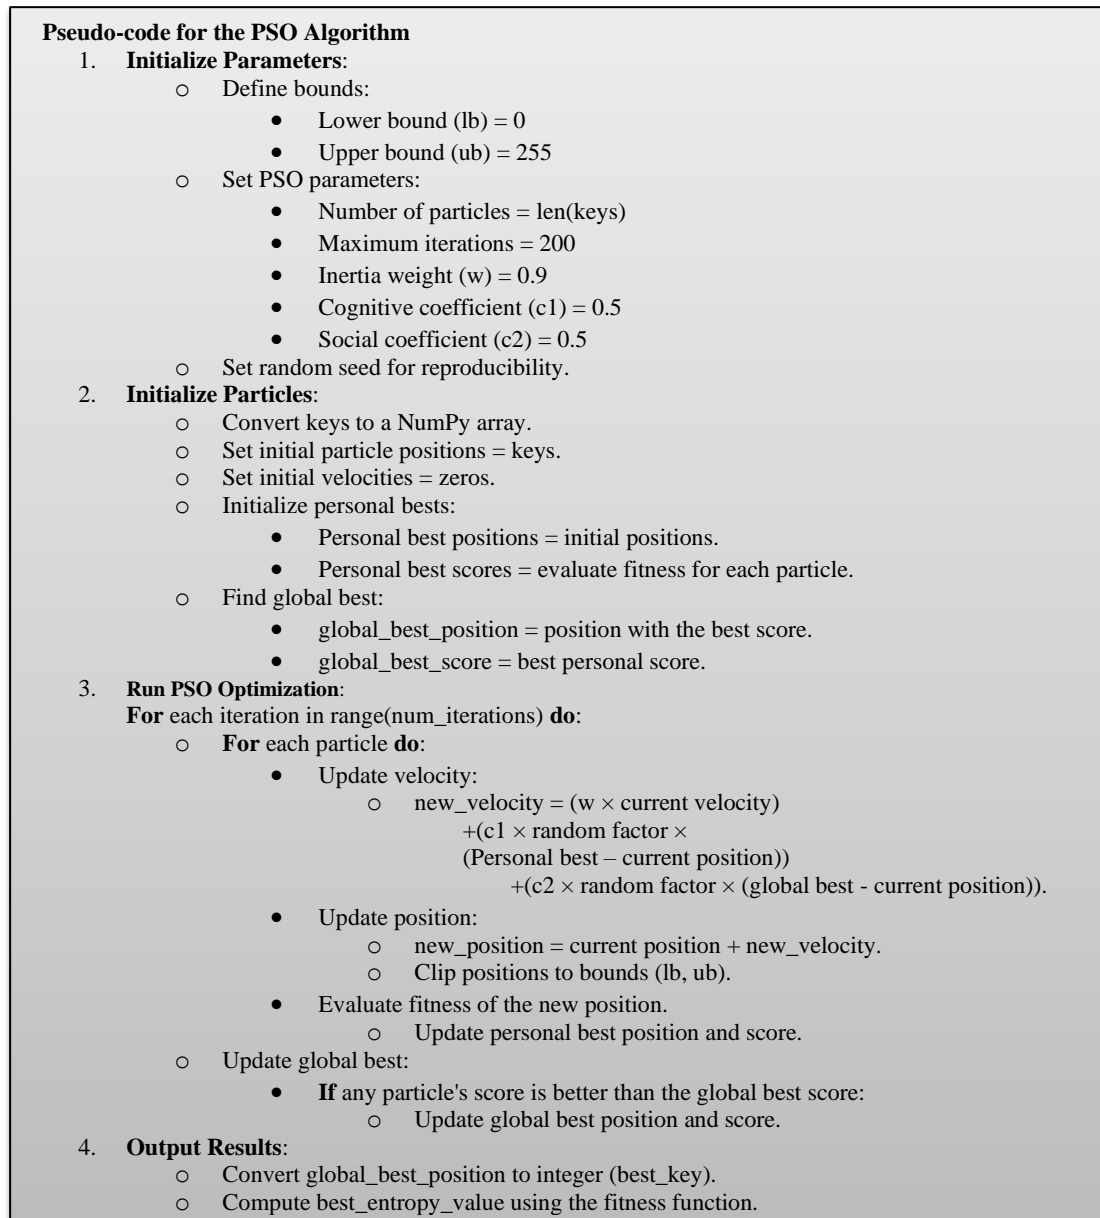 Pseudo-code for the PSO Algorithm
1. Initialize Parameters:
o Define bounds:
• Lower bound (lb) = 0
• Upper bound (ub) = 255
o Set PSO parameters:
• Number of particles = len(keys)
• Maximum iterations = 200
• Inertia weight (w) = 0.9
• Cognitive coefficient (c1) = 0.5
• Social coefficient (c2) = 0.5
o Set random seed for reproducibility.
2. Initialize Particles:
o Convert keys to a NumPy array.
o Set initial particle positions = keys.
o Set initial velocities = zeros.
o Initialize personal bests:
• Personal best positions = initial positions.
• Personal best scores = evaluate fitness for each particle.
o Find global best:
• global_best_position = position with the best score.
• global_best_score = best personal score.
3. Run PSO Optimization:
For each iteration in range(num_iterations) do:
o For each particle do:
• Update velocity:
o new_velocity = (w × current velocity)
+(c1 × random factor ×
(Personal best – current position))
+(c2 × random factor × (global best - current position)).
• Update position:
o new_position = current position + new_velocity.
o Clip positions to bounds (lb, ub).
• Evaluate fitness of the new position.
o Update personal best position and score.
o Update global best:
• If any particle's score is better than the global best score:
o Update global best position and score.
4. Output Results:
o Convert global_best_position to integer (best_key).
o Compute best_entropy_value using the fitness function.